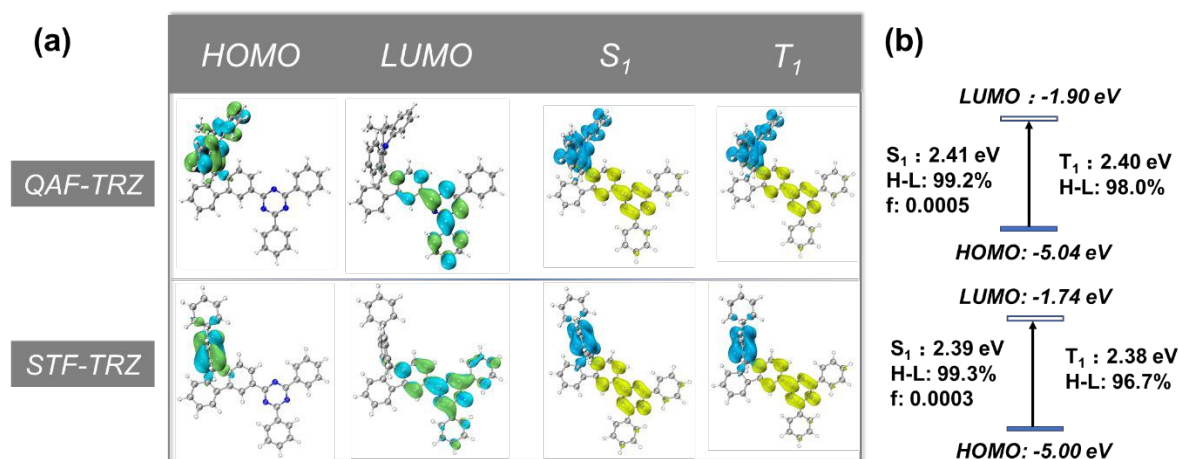 (a)
HOMO
LUMO
S1
T1
(b)
QAF-TRZ
STF-TRZ
LUMO : -1.90 eV
S1 : 2.41 eV
H-L: 99.2%
f: 0.0005
T1 : 2.40 eV
H-L: 98.0%
HOMO: -5.04 eV
LUMO: -1.74 eV
S1 : 2.39 eV
H-L: 99.3%
f: 0.0003
T1 : 2.38 eV
H-L: 96.7%
HOMO: -5.00 eV